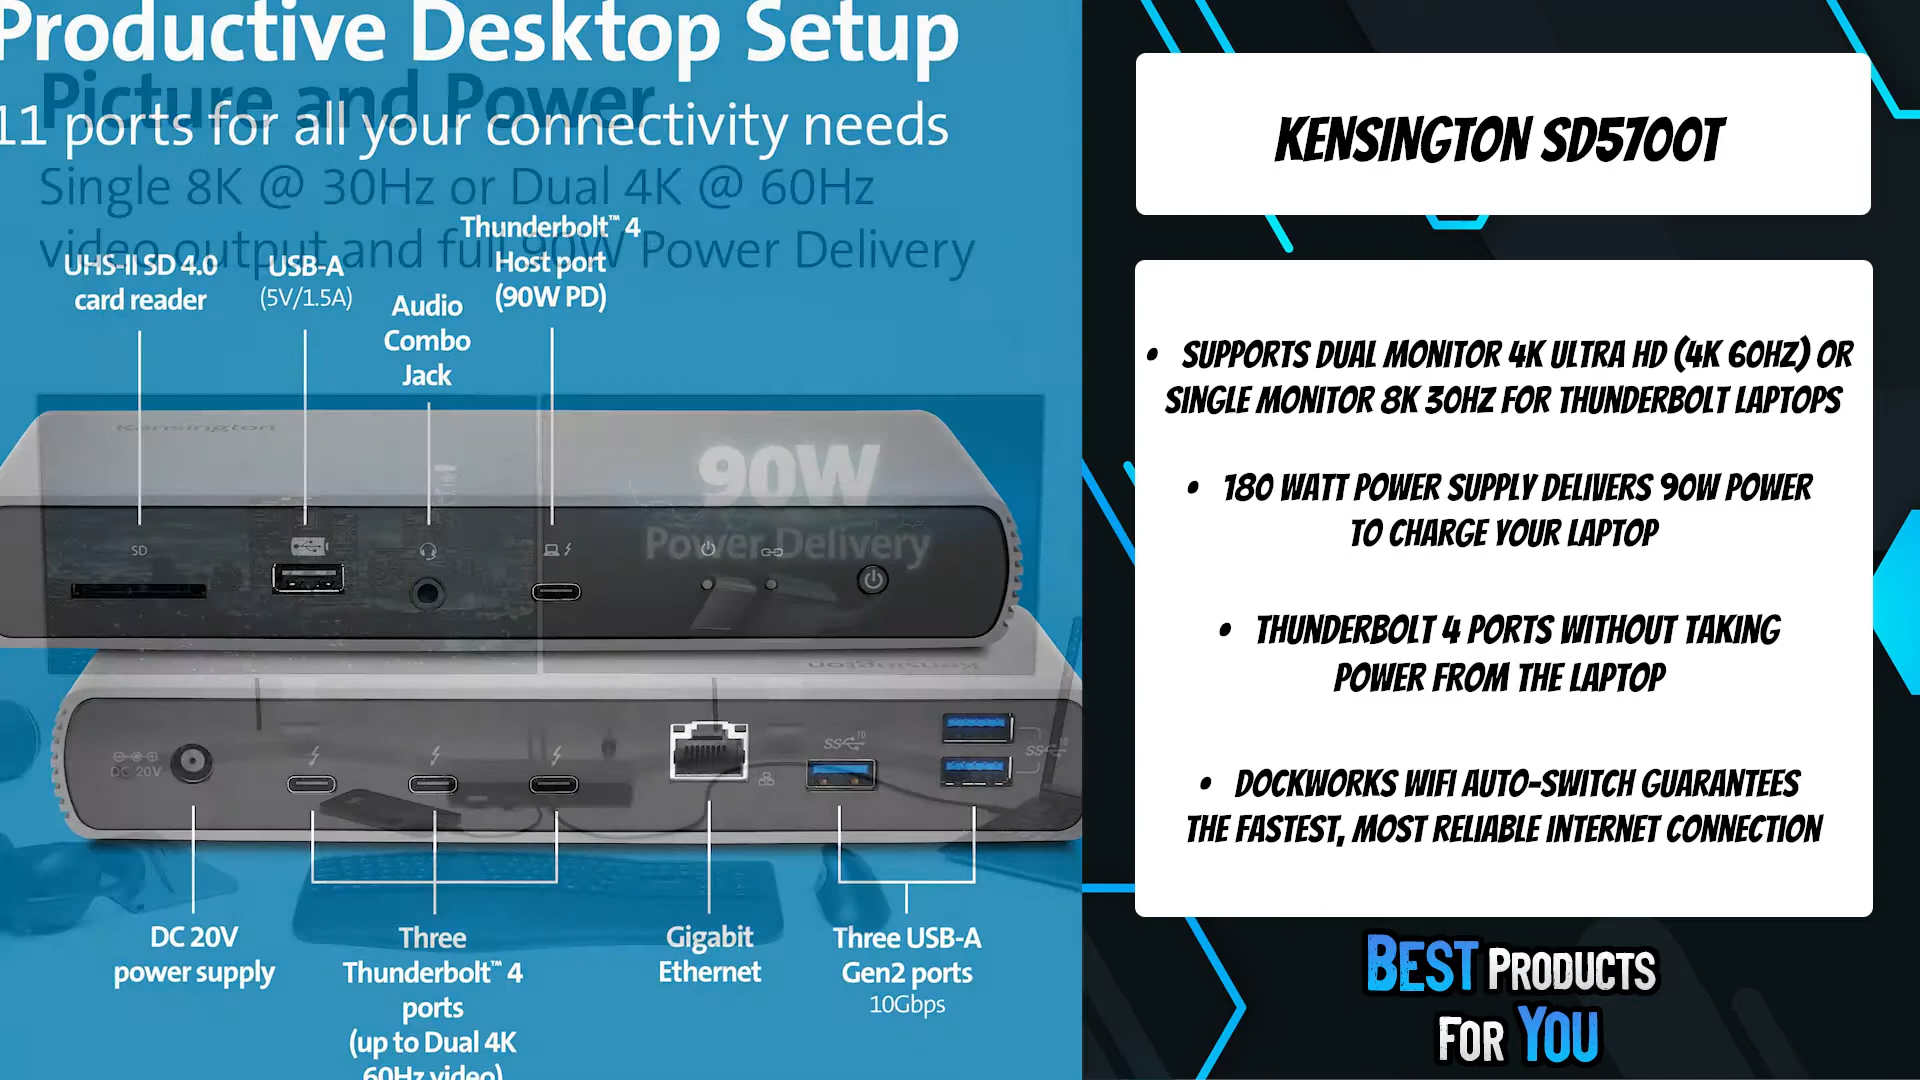 Productive Desktop Setup
Picture and Power
11 ports for all your connectivity needs
Single 8K @ 30Hz or Dual 4K @ 60Hz
video output and full 90W Power Delivery
UHS-II SD 4.0
card reader
USB-A
(5V/1.5A)
Audio
Combo
Jack
Thunderbolt™ 4
Host port
(90W PD)
Kensington
90W
Power Delivery
SD
Kensington
DC 20V
SS 10
SS 10
DC 20V
power supply
Three
Thunderbolt™ 4
ports
(up to Dual 4K
60Hz video)
Gigabit
Ethernet
Three USB-A
Gen2 ports
10Gbps
KENSINGTON SD5700T
• SUPPORTS DUAL MONITOR 4K ULTRA HD (4K 60HZ) OR
SINGLE MONITOR 8K 30HZ FOR THUNDERBOLT LAPTOPS
• 180 WATT POWER SUPPLY DELIVERS 90W POWER
TO CHARGE YOUR LAPTOP
• THUNDERBOLT 4 PORTS WITHOUT TAKING
POWER FROM THE LAPTOP
• DOCKWORKS WIFI AUTO-SWITCH GUARANTEES
THE FASTEST, MOST RELIABLE INTERNET CONNECTION
BEST PRODUCTS
FOR YOU